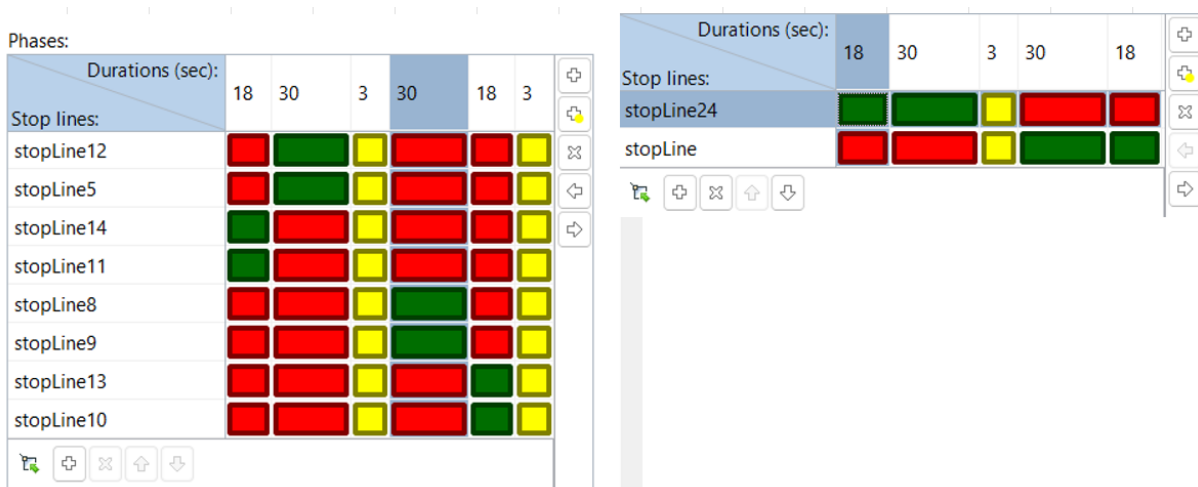 Phases:
Durations (sec):
18 30 3 30 18 3
Stop lines:
stopLine12
stopLine5
stopLine14
stopLine11
stopLine8
stopLine9
stopLine13
stopLine10
Durations (sec):
18 30 3 30 18
Stop lines:
stopLine24
stopLine